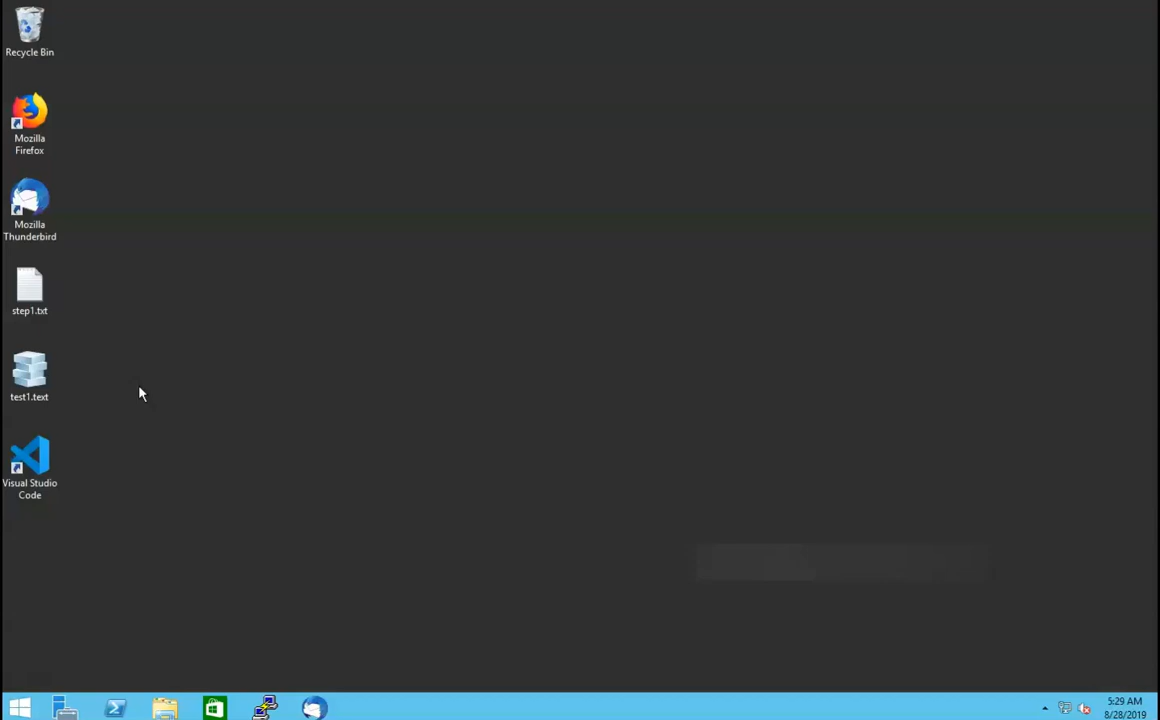 Recycle Bin
Mozilla
Firefox
Mozilla
Thunderbird
step1.txt
test1.text
Visual Studio
Code
5:29 AM
8/28/2019